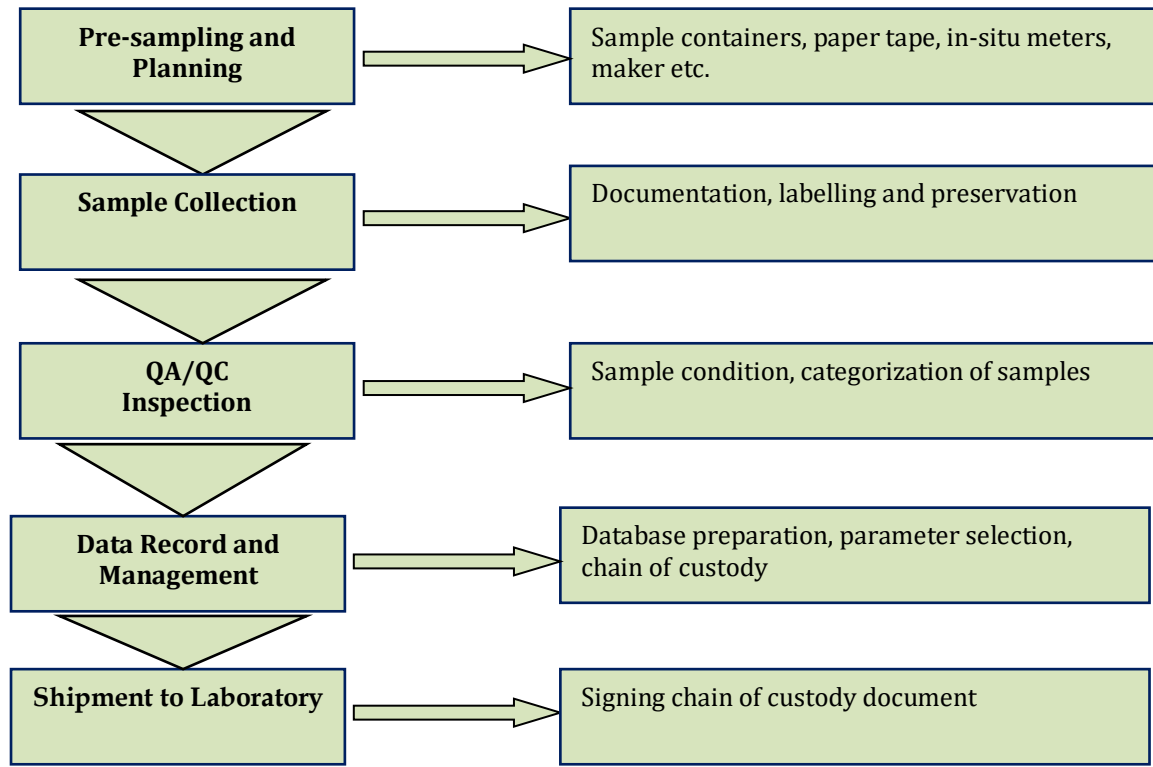 Pre-sampling and
Planning
Sample containers, paper tape, in-situ meters,
maker etc.
Sample Collection
Documentation, labelling and preservation
QA/QC
Inspection
Sample condition, categorization of samples
Data Record and
Management
Database preparation, parameter selection,
chain of custody
Shipment to Laboratory
Signing chain of custody document